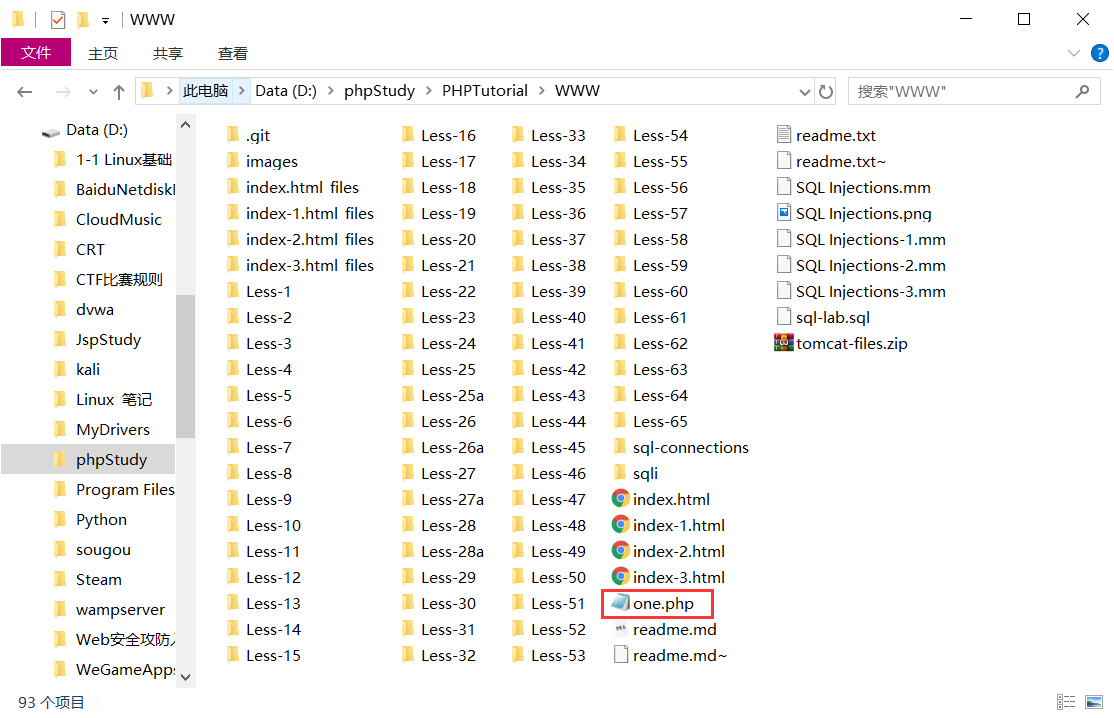 WWW
文件 主页 共享 查看
此电脑 Data (D:) phpStudy PHPTutorial WWW
搜索"WWW"
Data (D:)
1-1 Linux基础
BaiduNetdisk
CloudMusic
CRT
CTF比赛规则
dvwa
JspStudy
kali
Linux 笔记
MyDrivers
phpStudy
Program Files
Python
sougou
Steam
wampserver
Web安全攻防
WeGameApps
.git
images
index.html files
index-1.html files
index-2.html files
index-3.html files
Less-1
Less-2
Less-3
Less-4
Less-5
Less-6
Less-7
Less-8
Less-9
Less-10
Less-11
Less-12
Less-13
Less-14
Less-15
Less-16
Less-17
Less-18
Less-19
Less-20
Less-21
Less-22
Less-23
Less-24
Less-25
Less-25a
Less-26
Less-26a
Less-27
Less-27a
Less-28
Less-28a
Less-29
Less-30
Less-31
Less-32
Less-33
Less-34
Less-35
Less-36
Less-37
Less-38
Less-39
Less-40
Less-41
Less-42
Less-43
Less-44
Less-45
Less-46
Less-47
Less-48
Less-49
Less-50
Less-51
Less-52
Less-53
Less-54
Less-55
Less-56
Less-57
Less-58
Less-59
Less-60
Less-61
Less-62
Less-63
Less-64
Less-65
sql-connections
sqli
index.html
index-1.html
index-2.html
index-3.html
one.php
readme.md
readme.md~
readme.txt
readme.txt~
SQL Injections.mm
SQL Injections.png
SQL Injections-1.mm
SQL Injections-2.mm
SQL Injections-3.mm
sql-lab.sql
tomcat-files.zip
93 个项目